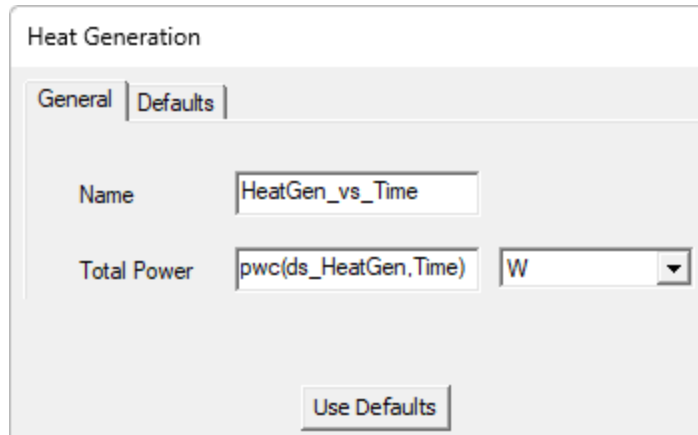 Heat Generation
General Defaults
Name HeatGen_vs_Time
Total Power pwc(ds_HeatGen,Time) W
Use Defaults